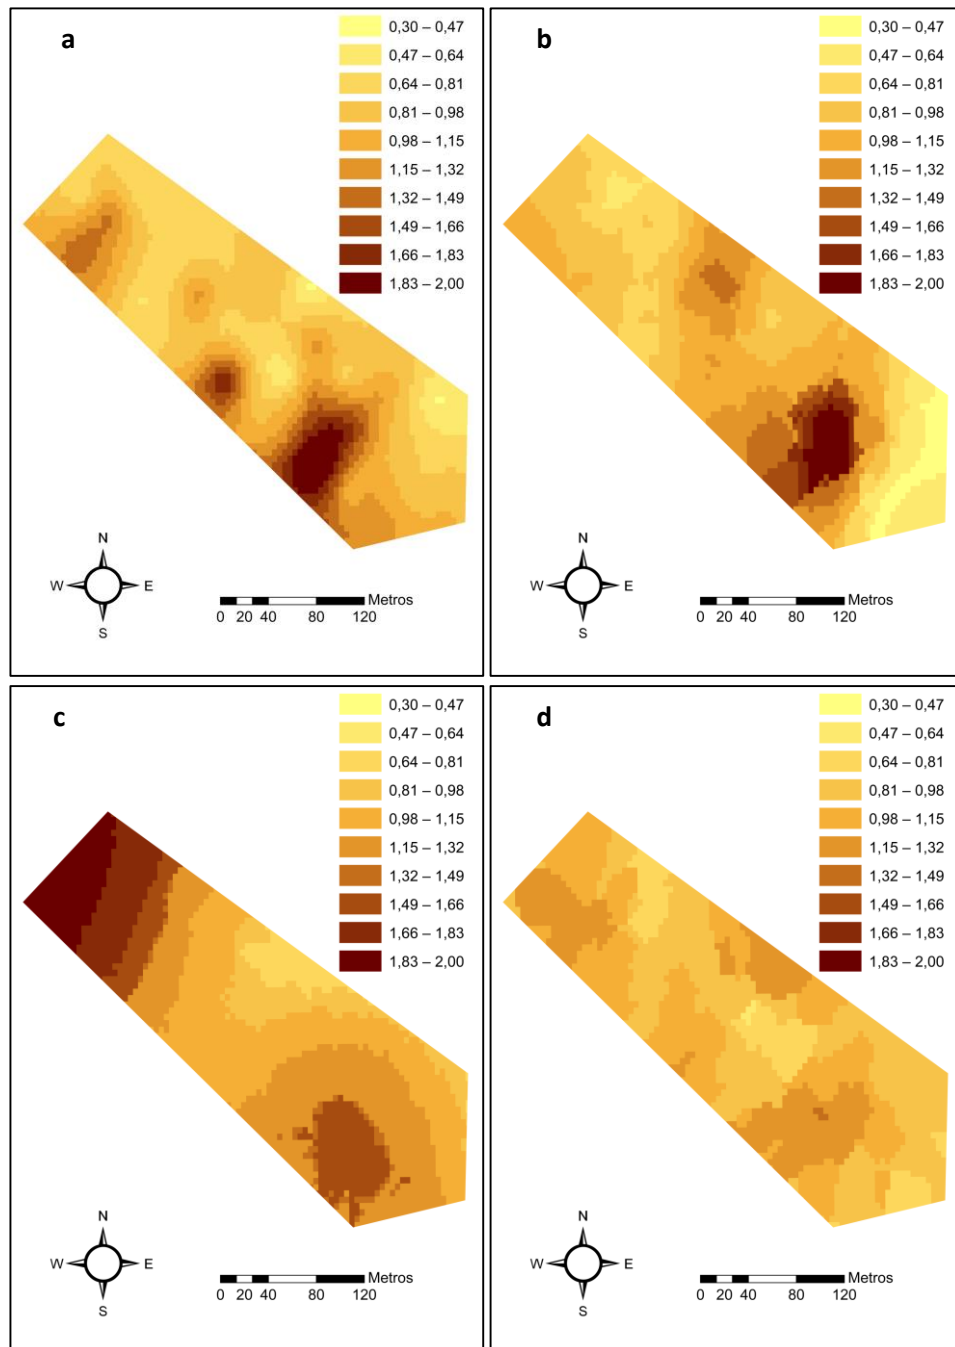 a
0,30 – 0,47
0,47 – 0,64
0,64 – 0,81
0,81 – 0,98
0,98 – 1,15
1,15 – 1,32
1,32 – 1,49
1,49 – 1,66
1,66 – 1,83
1,83 – 2,00
N
W E
S
Metros
0 20 40 80 120
b
0,30 – 0,47
0,47 – 0,64
0,64 – 0,81
0,81 – 0,98
0,98 – 1,15
1,15 – 1,32
1,32 – 1,49
1,49 – 1,66
1,66 – 1,83
1,83 – 2,00
N
W E
S
Metros
0 20 40 80 120
c
0,30 – 0,47
0,47 – 0,64
0,64 – 0,81
0,81 – 0,98
0,98 – 1,15
1,15 – 1,32
1,32 – 1,49
1,49 – 1,66
1,66 – 1,83
1,83 – 2,00
N
W E
S
Metros
0 20 40 80 120
d
0,30 – 0,47
0,47 – 0,64
0,64 – 0,81
0,81 – 0,98
0,98 – 1,15
1,15 – 1,32
1,32 – 1,49
1,49 – 1,66
1,66 – 1,83
1,83 – 2,00
N
W E
S
Metros
0 20 40 80 120